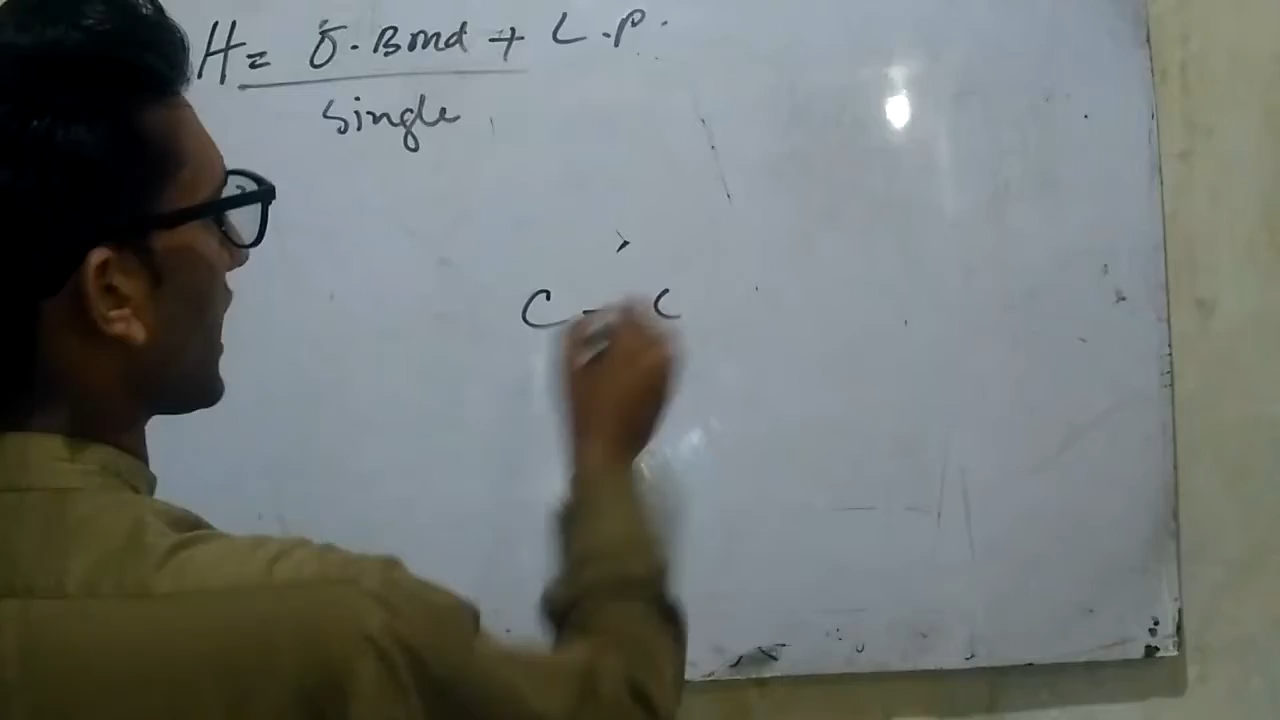 H = σ. Bond + L.P.
Single
C - C